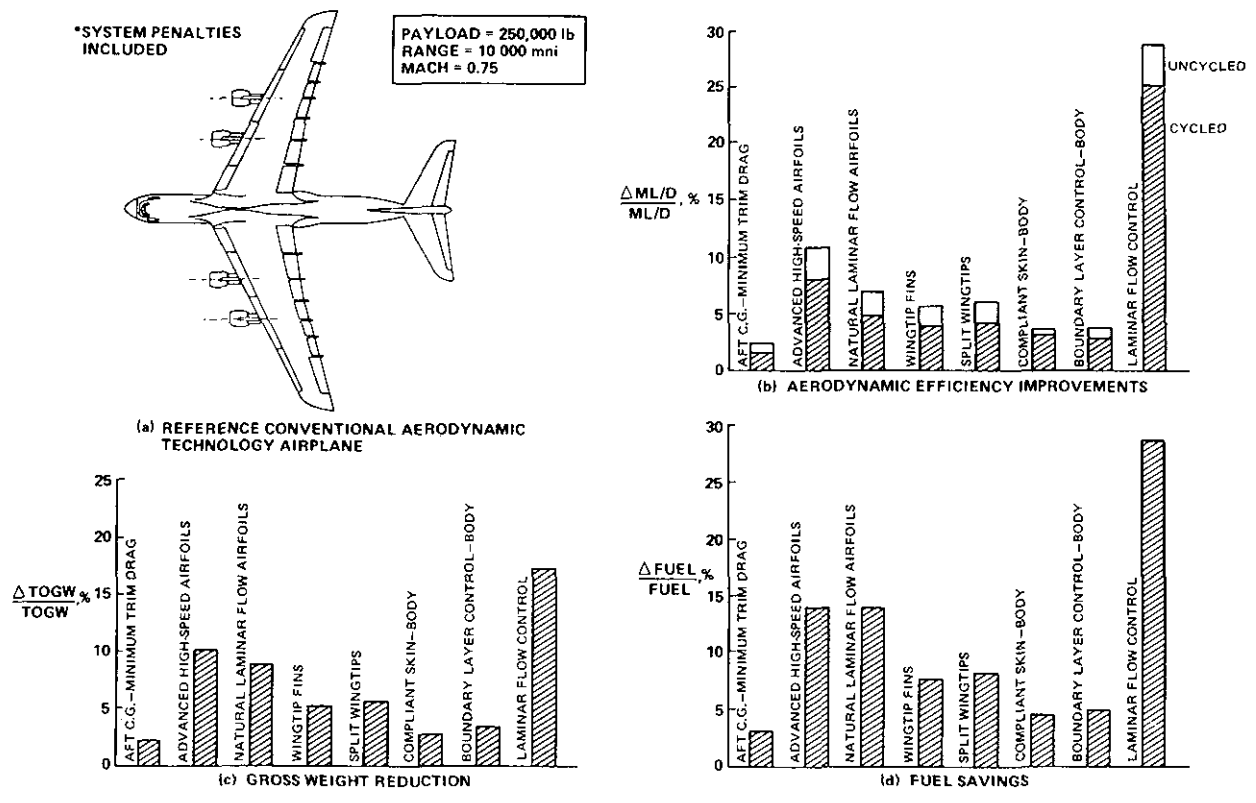 *SYSTEM PENALTIES
INCLUDED
PAYLOAD = 250,000 lb
RANGE = 10 000 mni
MACH = 0.75
(a) REFERENCE CONVENTIONAL AERODYNAMIC
TECHNOLOGY AIRPLANE
30
25
20
15
10
5
0
△ML/D
ML/D
, %
AFT C.G.–MINIMUM TRIM DRAG
ADVANCED HIGH-SPEED AIRFOILS
NATURAL LAMINAR FLOW AIRFOILS
WINGTIP FINS
SPLIT WINGTIPS
COMPLIANT SKIN–BODY
BOUNDARY LAYER CONTROL–BODY
LAMINAR FLOW CONTROL
UNCYCLED
CYCLED
(b) AERODYNAMIC EFFICIENCY IMPROVEMENTS
25
20
15
10
5
0
△TOGW
TOGW
,%
AFT C.G.–MINIMUM TRIM DRAG
ADVANCED HIGH-SPEED AIRFOILS
NATURAL LAMINAR FLOW AIRFOILS
WINGTIP FINS
SPLIT WINGTIPS
COMPLIANT SKIN–BODY
BOUNDARY LAYER CONTROL–BODY
LAMINAR FLOW CONTROL
(c) GROSS WEIGHT REDUCTION
30
25
20
15
10
5
0
△FUEL
FUEL
,%
AFT C.G.–MINIMUM TRIM DRAG
ADVANCED HIGH-SPEED AIRFOILS
NATURAL LAMINAR FLOW AIRFOILS
WINGTIP FINS
SPLIT WINGTIPS
COMPLIANT SKIN–BODY
BOUNDARY LAYER CONTROL–BODY
LAMINAR FLOW CONTROL
(d) FUEL SAVINGS